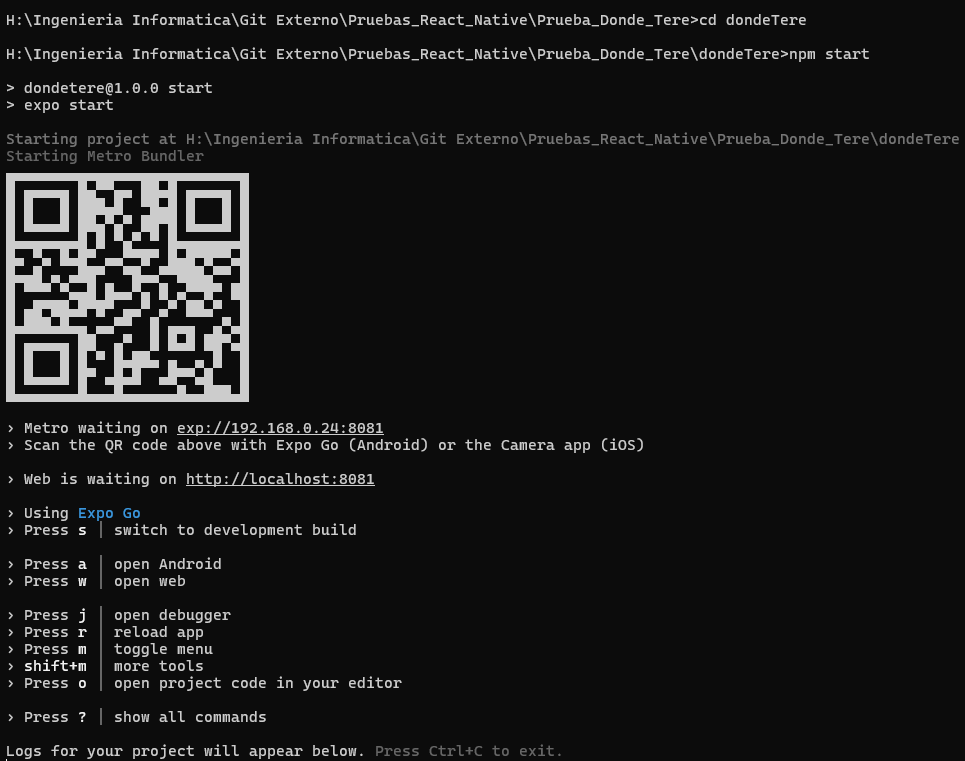 H:\Ingenieria Informatica\Git Externo\Pruebas_React_Native\Prueba_Donde_Tere>cd dondeTere
H:\Ingenieria Informatica\Git Externo\Pruebas_React_Native\Prueba_Donde_Tere\dondeTere>npm start
> dondetere@1.0.0 start
> expo start
Starting project at H:\Ingenieria Informatica\Git Externo\Pruebas_React_Native\Prueba_Donde_Tere\dondeTere
Starting Metro Bundler
› Metro waiting on exp://192.168.0.24:8081
› Scan the QR code above with Expo Go (Android) or the Camera app (iOS)
› Web is waiting on http://localhost:8081
› Using Expo Go
› Press s │ switch to development build
› Press a │ open Android
› Press w │ open web
› Press j │ open debugger
› Press r │ reload app
› Press m │ toggle menu
› shift+m │ more tools
› Press o │ open project code in your editor
› Press ? │ show all commands
Logs for your project will appear below. Press Ctrl+C to exit.